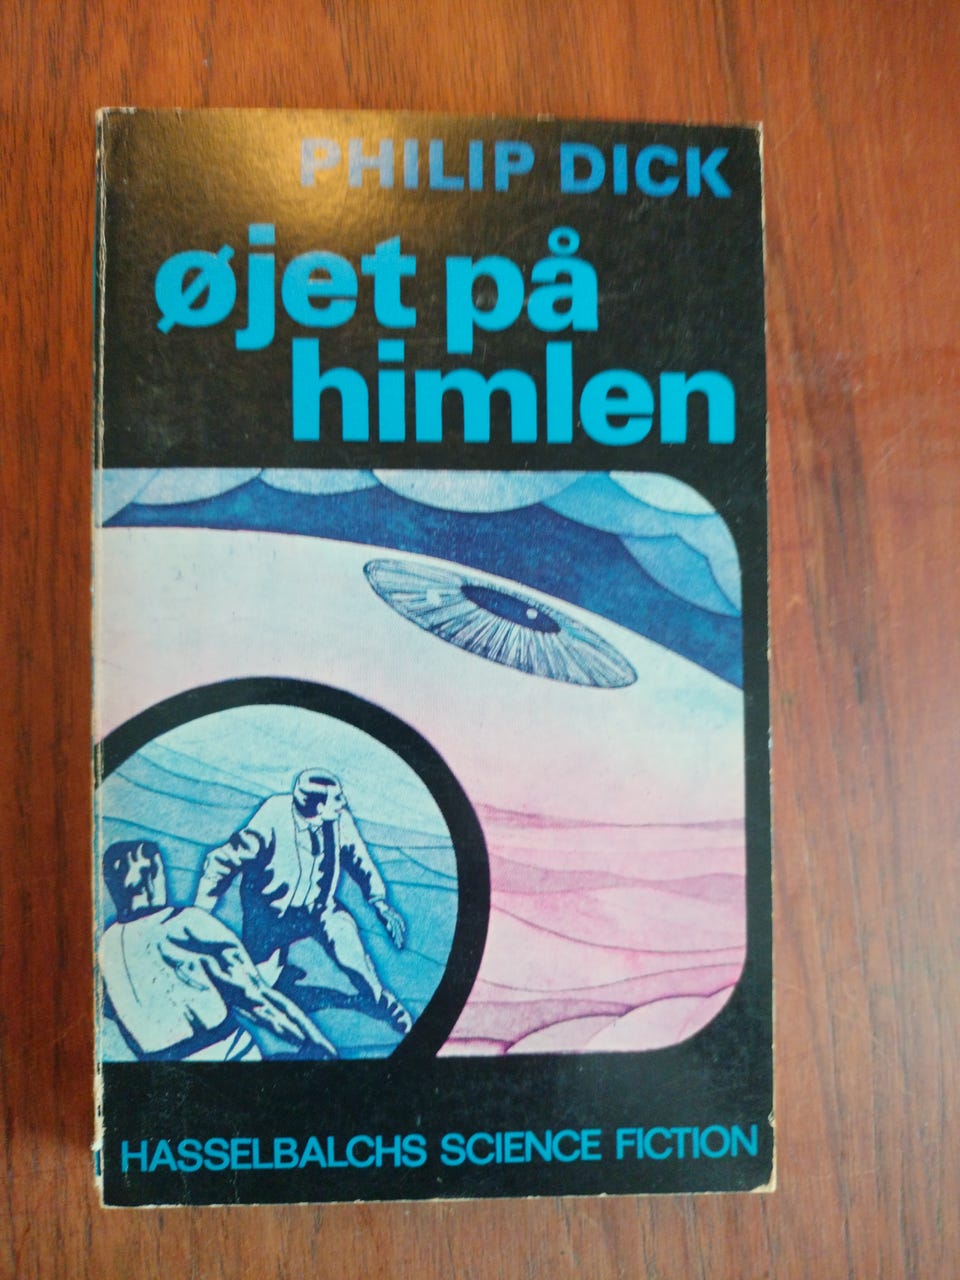 PHILIP DICK
øjet på
himlen
HASSELBALCHS SCIENCE FICTION